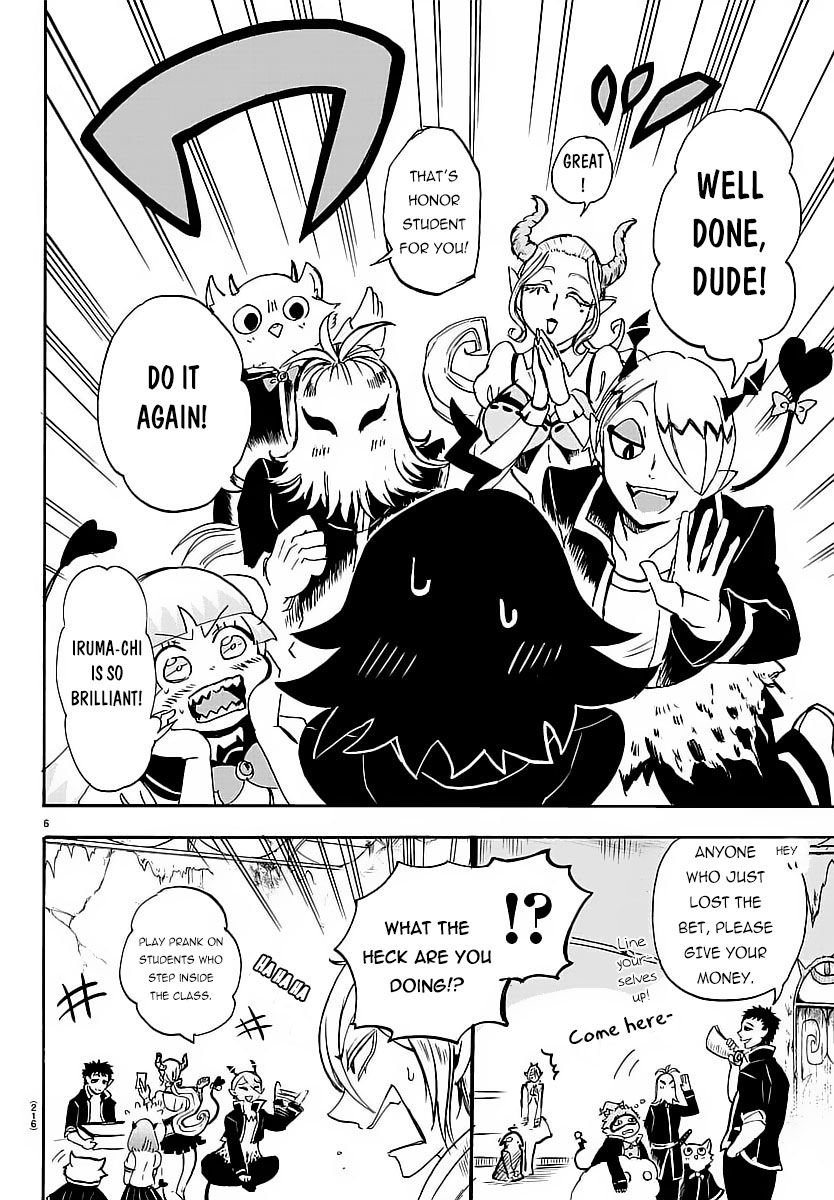 WELL
DONE,
DUDE!
GREAT
!
THAT'S
HONOR
STUDENT
FOR YOU!
DO IT
AGAIN!
IRUMA-CHI
IS SO
BRILLIANT!
6
HEY
ANYONE
WHO JUST
LOST THE
BET, PLEASE
GIVE YOUR
MONEY.
Line
your-
selves
up!
Come here-
!?
WHAT THE
HECK ARE YOU
DOING!?
HA HA HA
PLAY PRANK ON
STUDENTS WHO
STEP INSIDE
THE CLASS.
(216)